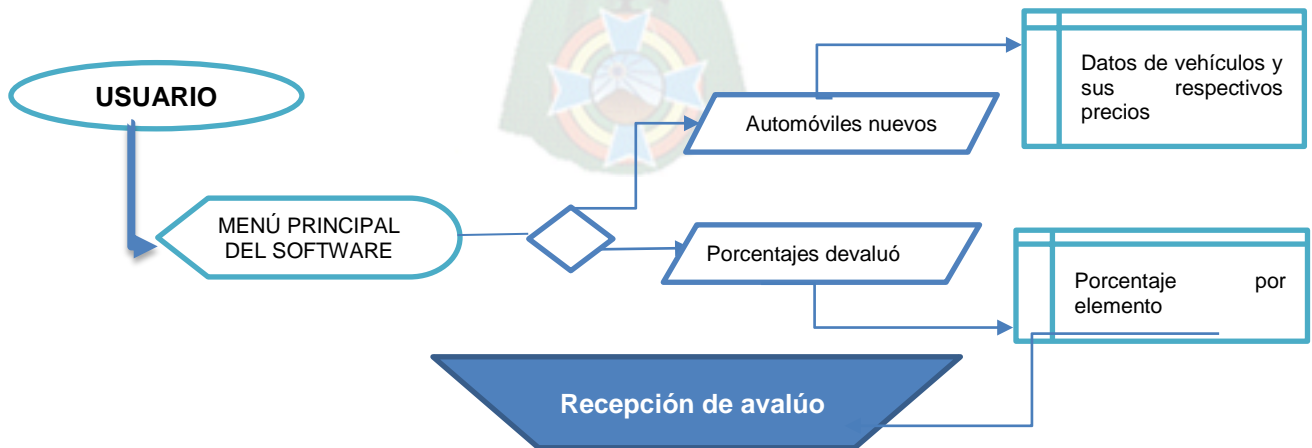 USUARIO
MENÚ PRINCIPAL
DEL SOFTWARE
Automóviles nuevos
Datos de vehículos y
sus respectivos
precios
Porcentajes devaluó
Porcentaje por
elemento
Recepción de avalúo